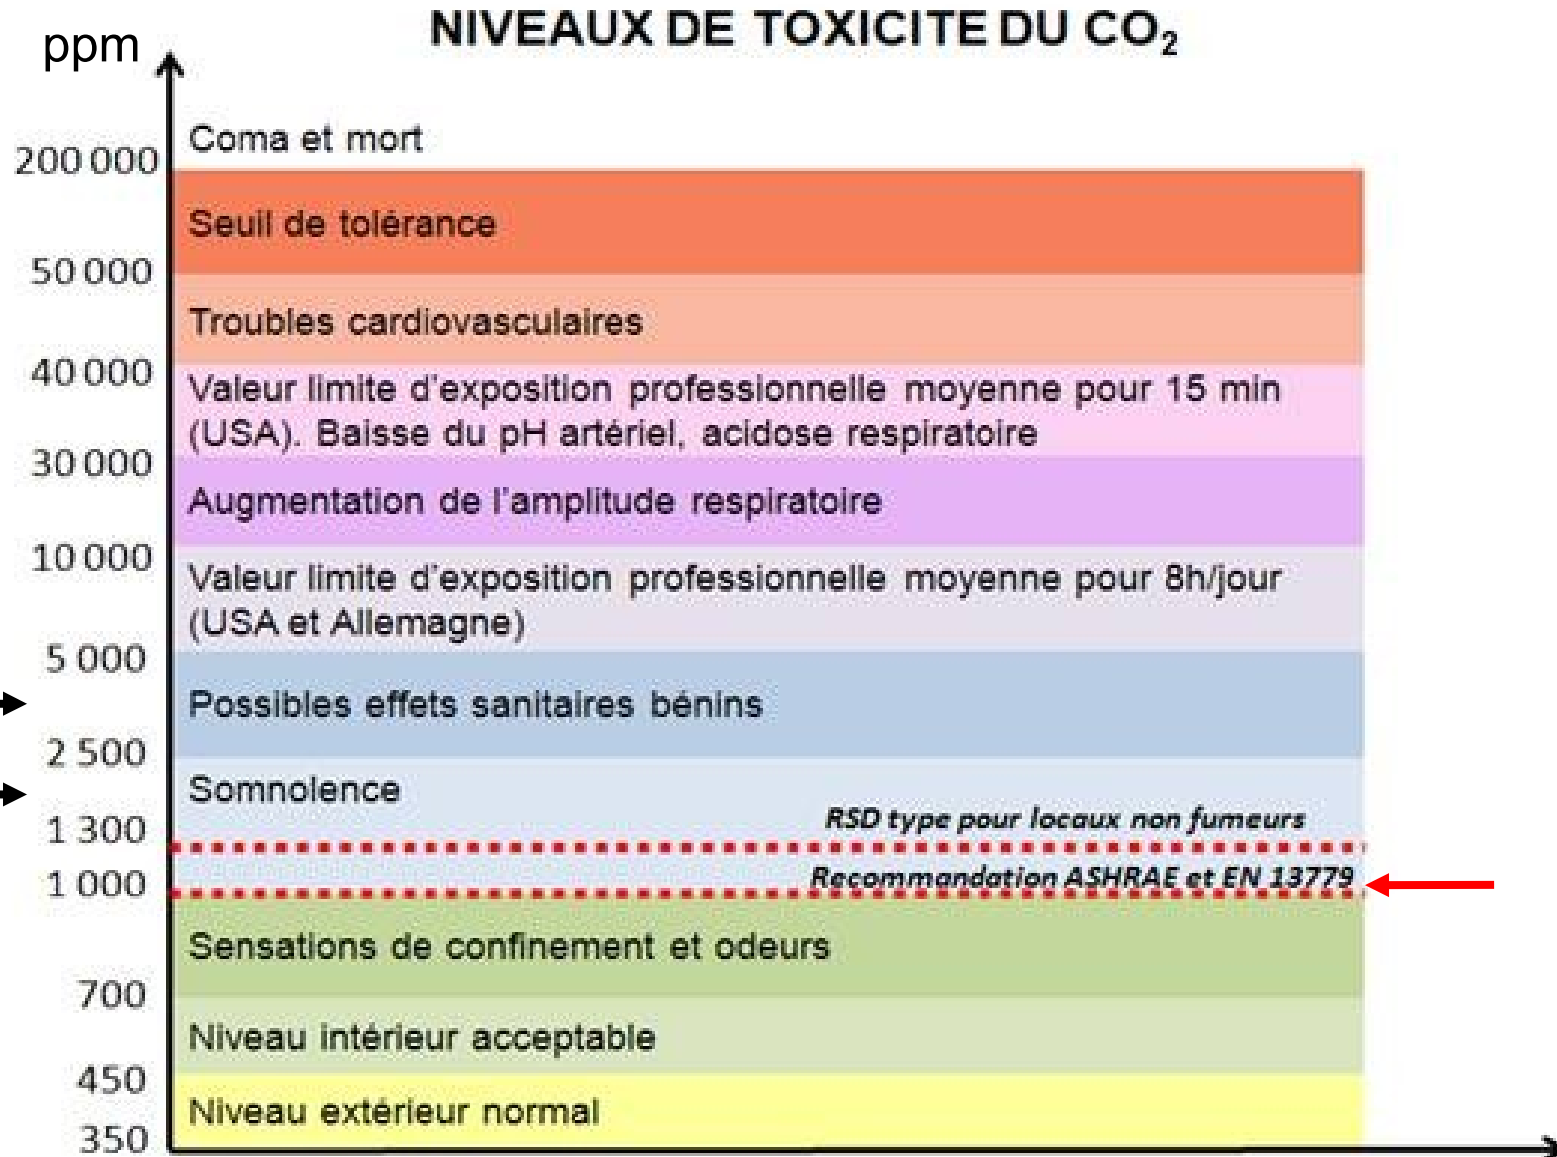 NIVEAUX DE TOXICITE DU CO₂
ppm
Coma et mort
200 000
Seuil de tolérance
50 000
Troubles cardiovasculaires
40 000
Valeur limite d'exposition professionnelle moyenne pour 15 min
(USA). Baisse du pH artériel, acidose respiratoire
30 000
Augmentation de l'amplitude respiratoire
10 000
Valeur limite d'exposition professionnelle moyenne pour 8h/jour
(USA et Allemagne)
5 000
Possibles effets sanitaires bénins
2 500
Somnolence
RSD type pour locaux non fumeurs
1 300
Recommandation ASHRAE et EN 13779
1 000
Sensations de confinement et odeurs
700
Niveau intérieur acceptable
450
Niveau extérieur normal
350